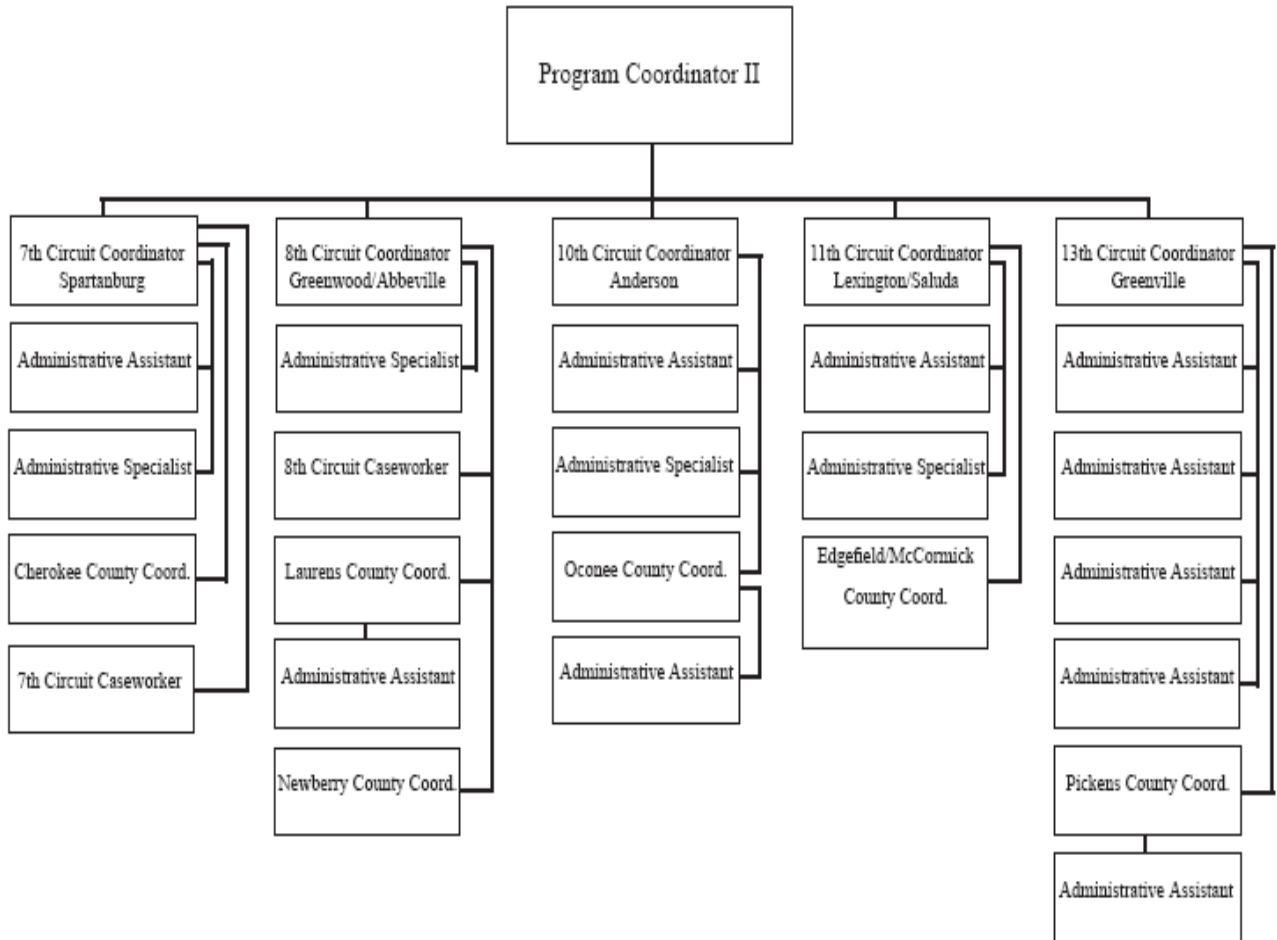 Program Coordinator II
7th Circuit Coordinator
Spartanburg
Administrative Assistant
Administrative Specialist
Cherokee County Coord.
7th Circuit Caseworker
8th Circuit Coordinator
Greenwood/Abbeville
Administrative Specialist
8th Circuit Caseworker
Laurens County Coord.
Administrative Assistant
Newberry County Coord.
10th Circuit Coordinator
Anderson
Administrative Assistant
Administrative Specialist
Oconee County Coord.
Administrative Assistant
11th Circuit Coordinator
Lexington/Saluda
Administrative Assistant
Administrative Specialist
Edgefield/McCormick
County Coord.
13th Circuit Coordinator
Greenville
Administrative Assistant
Administrative Assistant
Administrative Assistant
Administrative Assistant
Pickens County Coord.
Administrative Assistant